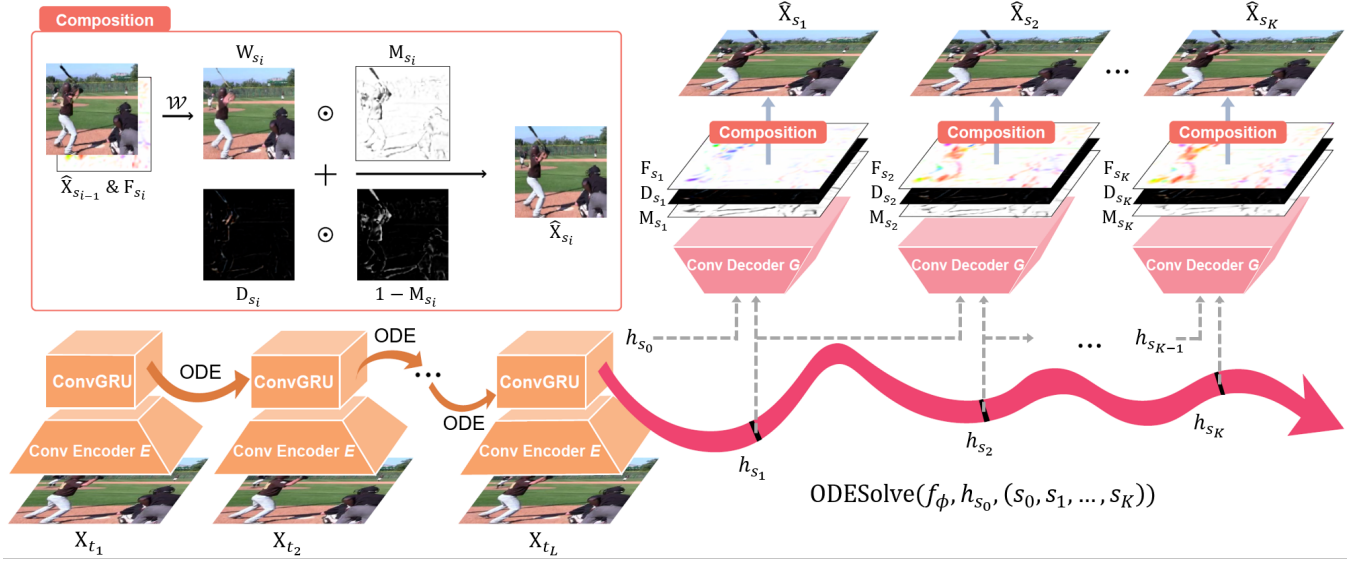 Composition
W_{s_i}
M_{s_i}
𝒲
⊙
X̂_{s_{i-1}} & F_{s_i}
+
X̂_{s_i}
⊙
D_{s_i}
1 − M_{s_i}
X̂_{s_1}
X̂_{s_2}
X̂_{s_K}
...
Composition
Composition
Composition
F_{s_1}
D_{s_1}
M_{s_1}
F_{s_2}
D_{s_2}
M_{s_2}
F_{s_K}
D_{s_K}
M_{s_K}
Conv Decoder G
Conv Decoder G
Conv Decoder G
h_{s_0}
...
h_{s_{K-1}}
ConvGRU
ODE
ConvGRU
ODE
...
ODE
ConvGRU
Conv Encoder E
Conv Encoder E
Conv Encoder E
h_{s_1}
h_{s_2}
h_{s_K}
ODESolve(f_ϕ, h_{s_0}, (s_0, s_1, ..., s_K))
X_{t_1}
X_{t_2}
X_{t_L}